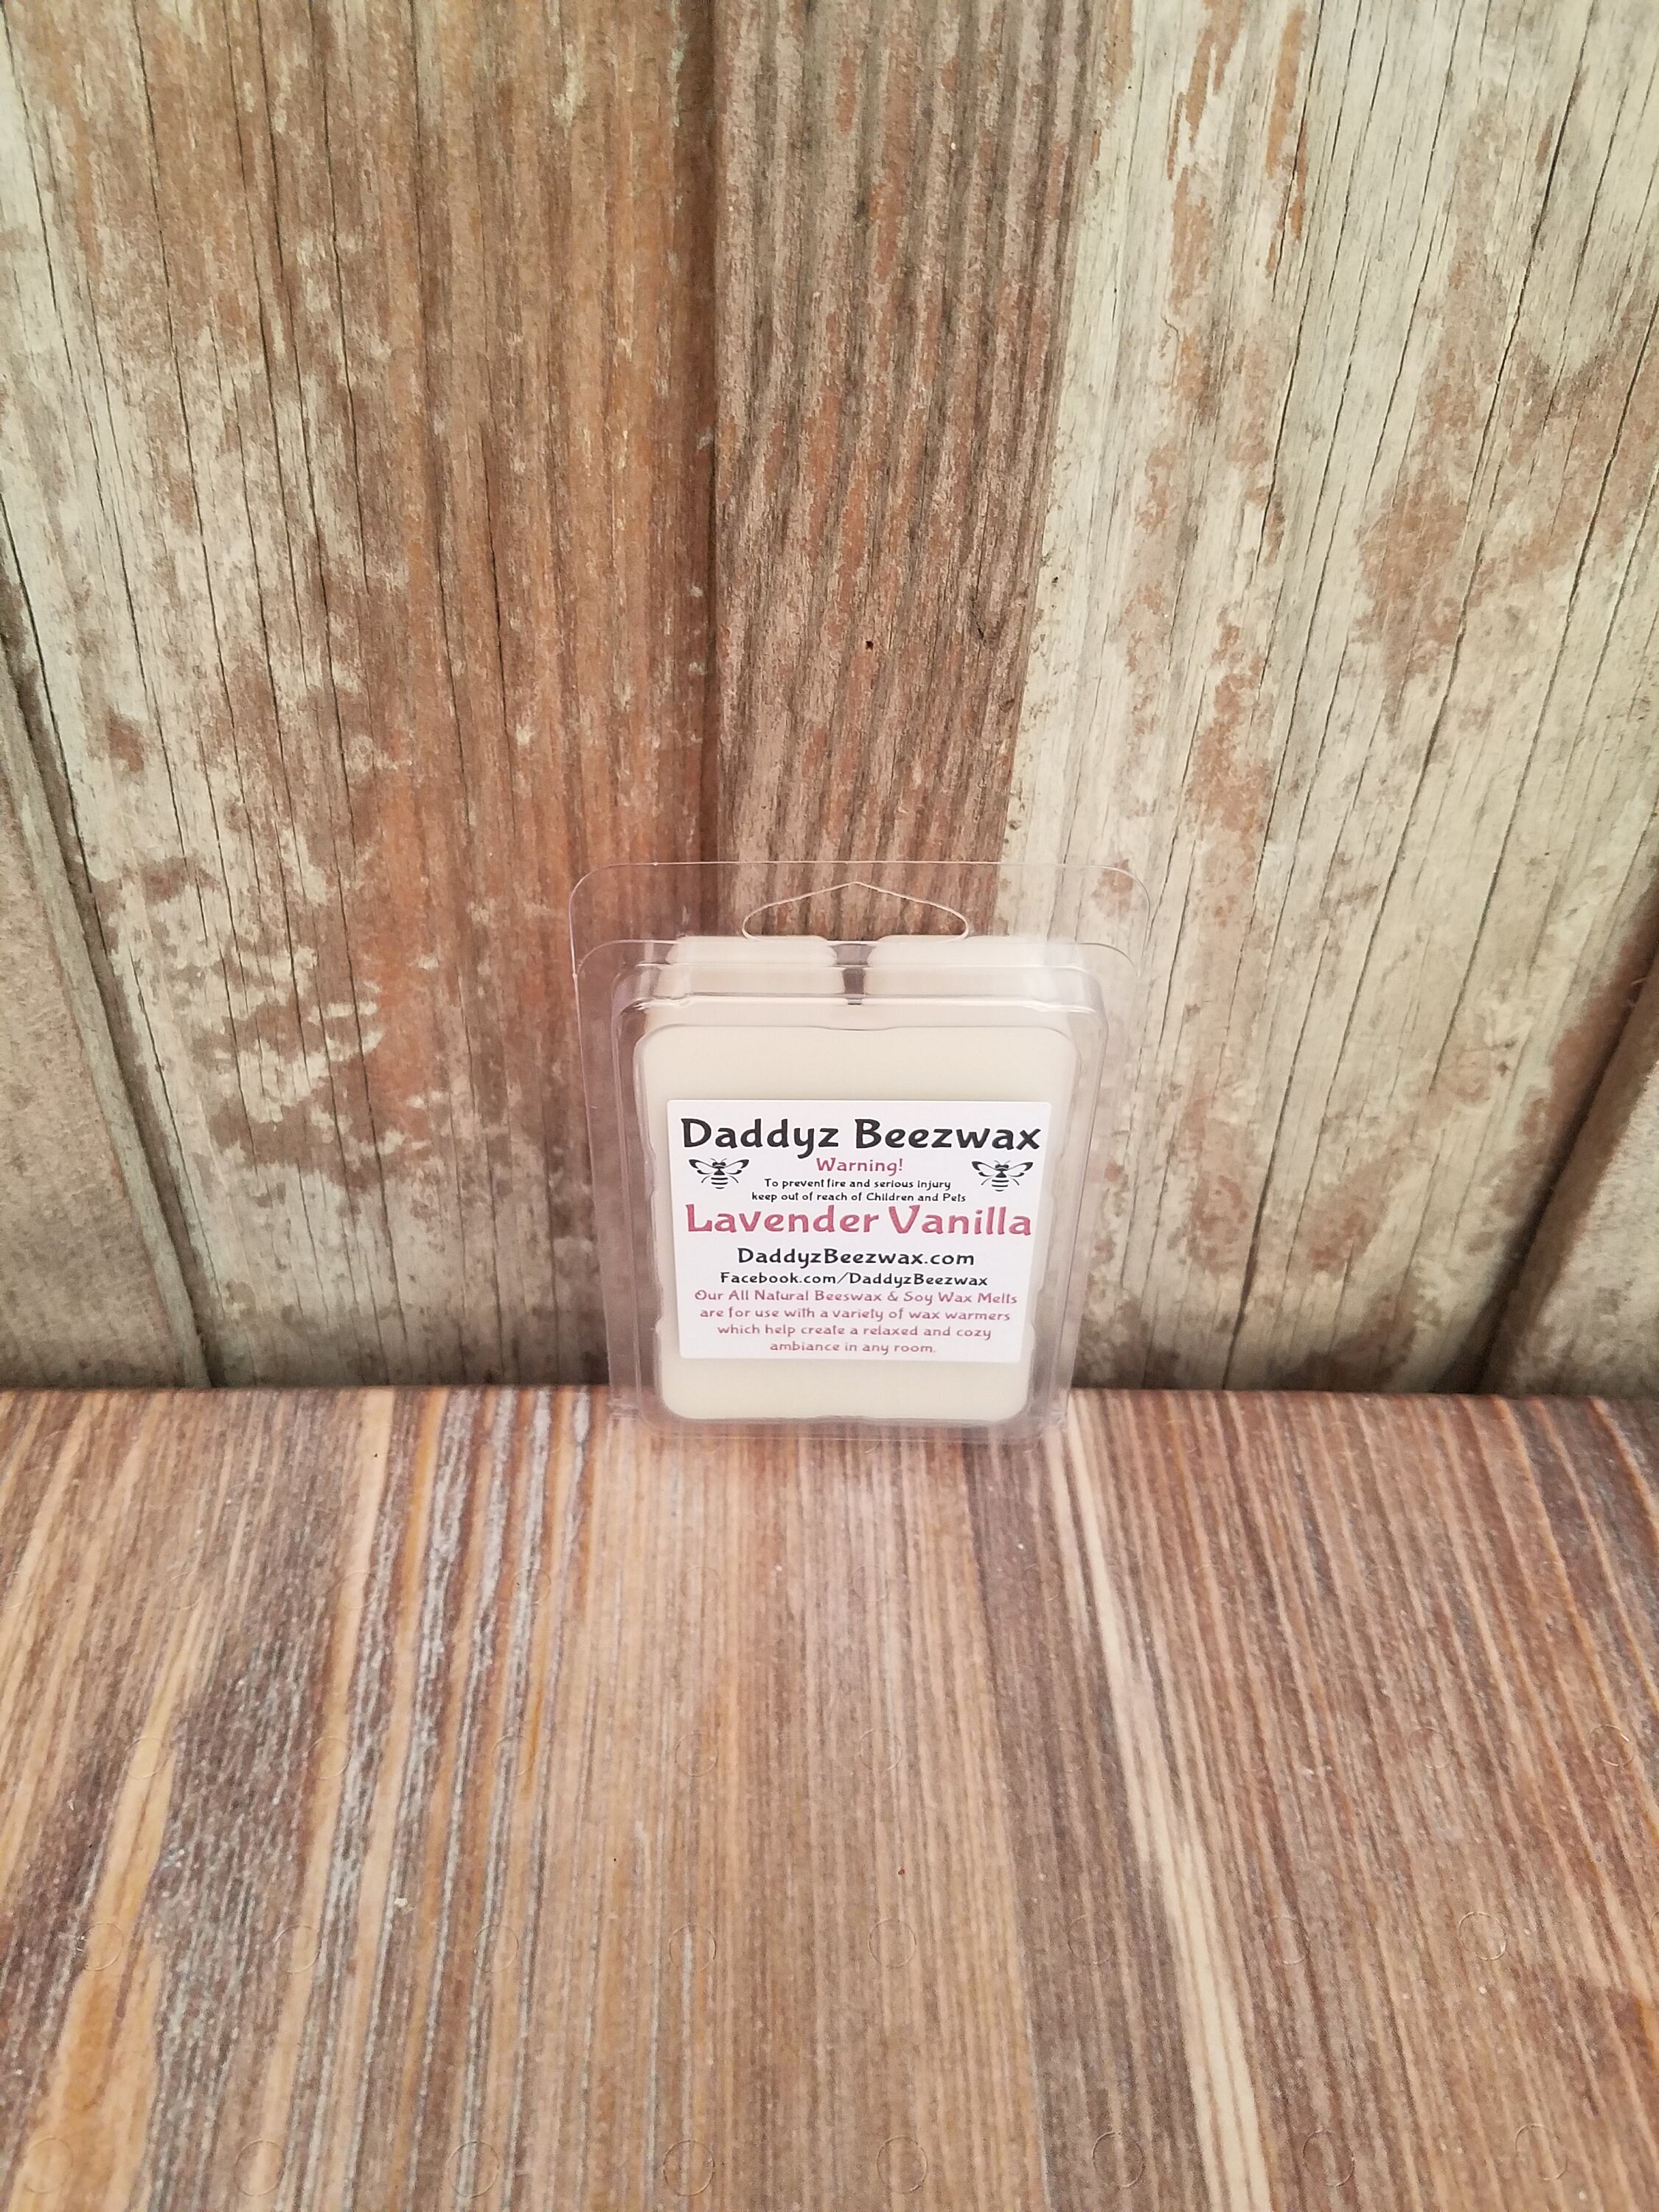 Daddyz Beezwax
Warning!
To prevent fire and serious injury
keep out of reach of Children and Pets
Lavender Vanilla
DaddyzBeezwax.com
Facebook.com/DaddyzBeezwax
Our All Natural Beeswax & Soy Wax Melts
are for use with a variety of wax warmers
which help create a relaxed and cozy
ambiance in any room.